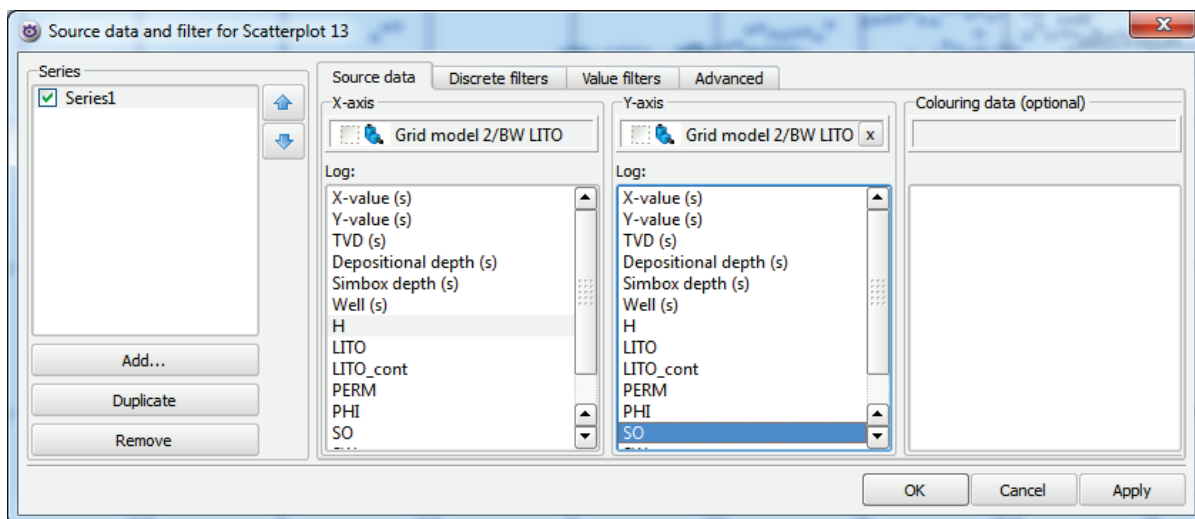 Source data and filter for Scatterplot 13
Series
Series1
Add...
Duplicate
Remove
Source data
Discrete filters
Value filters
Advanced
X-axis
Grid model 2/BW LITO
Log:
X-value (s)
Y-value (s)
TVD (s)
Depositional depth (s)
Simbox depth (s)
Well (s)
H
LITO
LITO_cont
PERM
PHI
SO
Y-axis
Grid model 2/BW LITO x
Log:
X-value (s)
Y-value (s)
TVD (s)
Depositional depth (s)
Simbox depth (s)
Well (s)
H
LITO
LITO_cont
PERM
PHI
SO
Colouring data (optional)
OK
Cancel
Apply